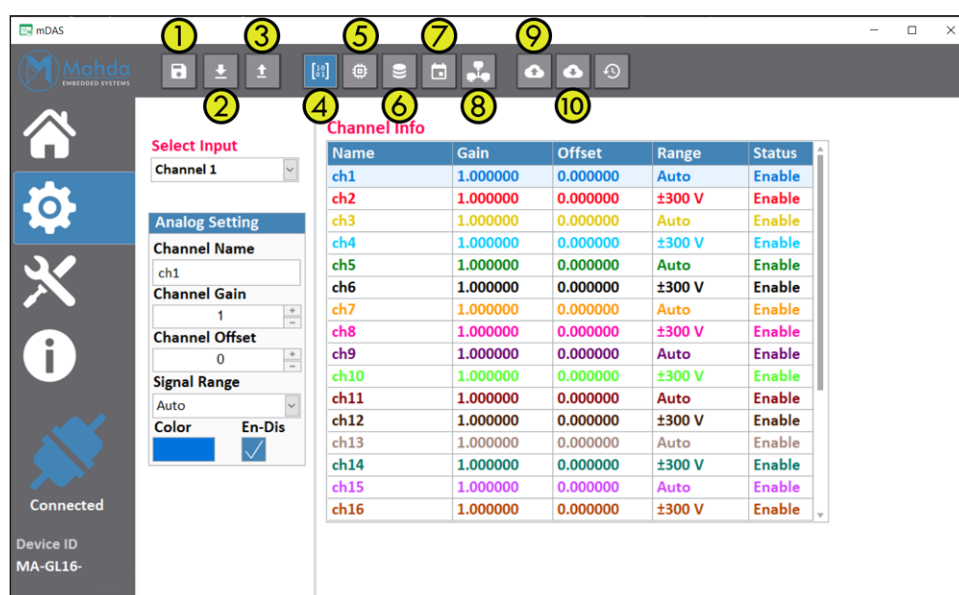 mDAS
1 3 5 7 9
Mahda
EMBEDDED SYSTEMS
2 4 6 8 10
Select Input
Channel 1
Analog Setting
Channel Name
ch1
Channel Gain
1
Channel Offset
0
Signal Range
Auto
Color En-Dis
Channel Info
Name Gain Offset Range Status
ch1 1.000000 0.000000 Auto Enable
ch2 1.000000 0.000000 ±300 V Enable
ch3 1.000000 0.000000 Auto Enable
ch4 1.000000 0.000000 ±300 V Enable
ch5 1.000000 0.000000 Auto Enable
ch6 1.000000 0.000000 ±300 V Enable
ch7 1.000000 0.000000 Auto Enable
ch8 1.000000 0.000000 ±300 V Enable
ch9 1.000000 0.000000 Auto Enable
ch10 1.000000 0.000000 ±300 V Enable
ch11 1.000000 0.000000 Auto Enable
ch12 1.000000 0.000000 ±300 V Enable
ch13 1.000000 0.000000 Auto Enable
ch14 1.000000 0.000000 ±300 V Enable
ch15 1.000000 0.000000 Auto Enable
ch16 1.000000 0.000000 ±300 V Enable
Connected
Device ID
MA-GL16-